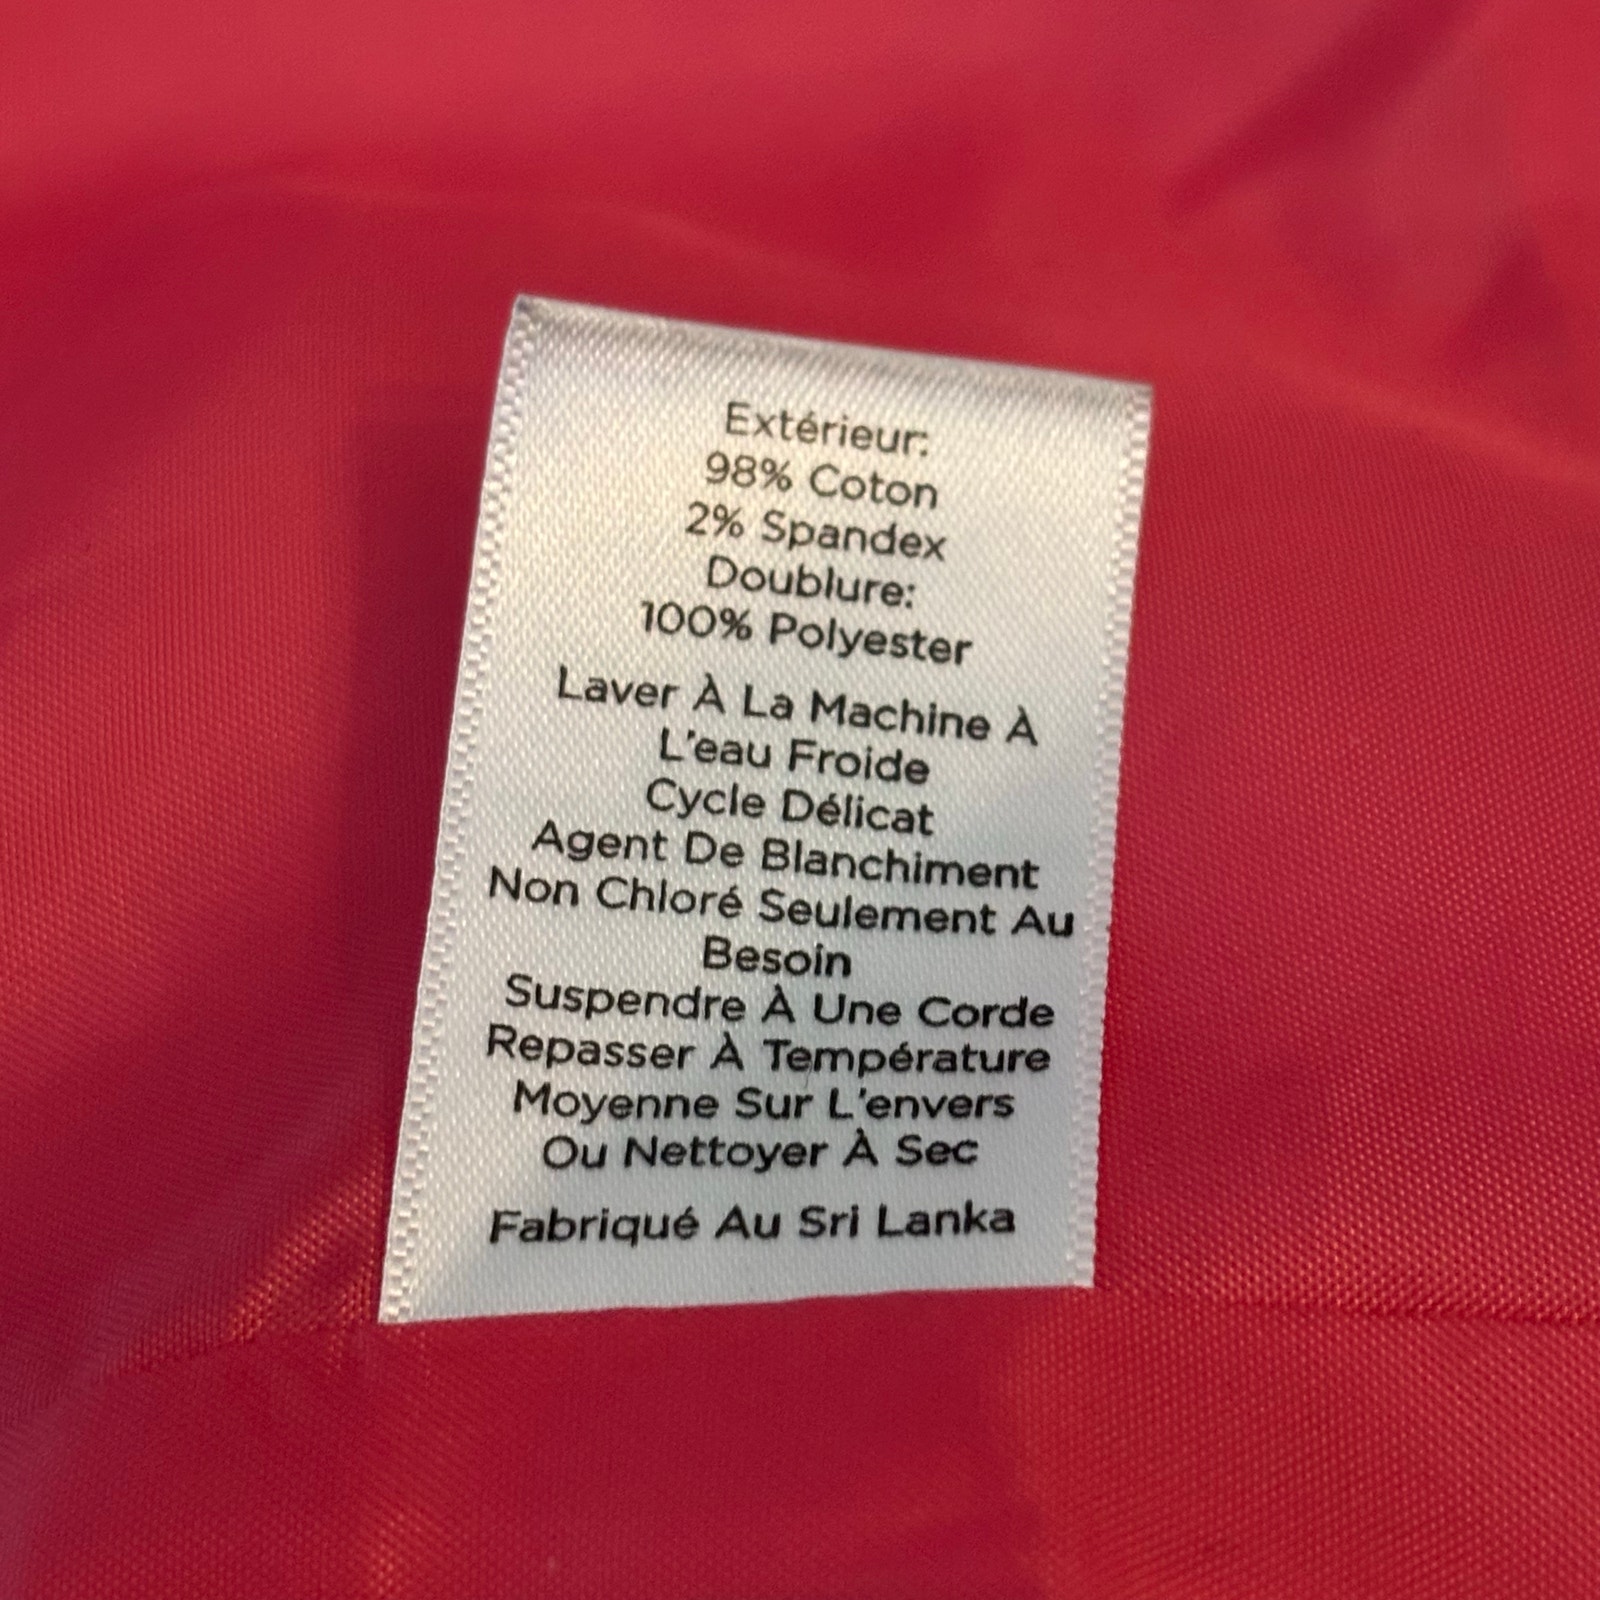 Extérieur:
98% Coton
2% Spandex
Doublure:
100% Polyester
Laver À La Machine À
L'eau Froide
Cycle Délicat
Agent De Blanchiment
Non Chloré Seulement Au
Besoin
Suspendre À Une Corde
Repasser À Température
Moyenne Sur L'envers
Ou Nettoyer À Sec
Fabriqué Au Sri Lanka